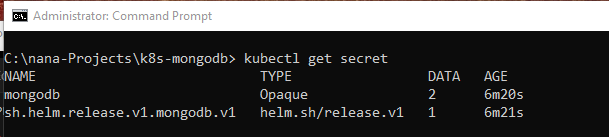 Administrator: Command Prompt
C:\nana-Projects\k8s-mongodb> kubectl get secret
NAME TYPE DATA AGE
mongodb Opaque 2 6m20s
sh.helm.release.v1.mongodb.v1 helm.sh/release.v1 1 6m21s